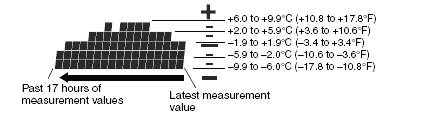 +
+6.0 to +9.9°C (+10.8 to +17.8°F)
+2.0 to +5.9°C (+3.6 to +10.6°F)
–1.9 to +1.9°C (–3.4 to +3.4°F)
–5.9 to –2.0°C (–10.6 to –3.6°F)
–9.9 to –6.0°C (–17.8 to –10.8°F)
–
Past 17 hours of
measurement values
Latest measurement
value